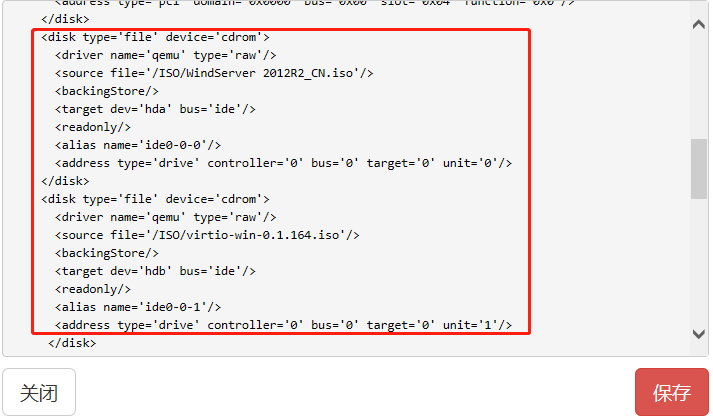 <address type='pci' domain='0x0000' bus='0x00' slot='0x04' function='0x0'/>
</disk>
<disk type='file' device='cdrom'>
<driver name='qemu' type='raw'/>
<source file='/ISO/WindServer 2012R2_CN.iso'/>
<backingStore/>
<target dev='hda' bus='ide'/>
<readonly/>
<alias name='ide0-0-0'/>
<address type='drive' controller='0' bus='0' target='0' unit='0'/>
</disk>
<disk type='file' device='cdrom'>
<driver name='qemu' type='raw'/>
<source file='/ISO/virtio-win-0.1.164.iso'/>
<backingStore/>
<target dev='hdb' bus='ide'/>
<readonly/>
<alias name='ide0-0-1'/>
<address type='drive' controller='0' bus='0' target='0' unit='1'/>
</disk>
关闭
保存